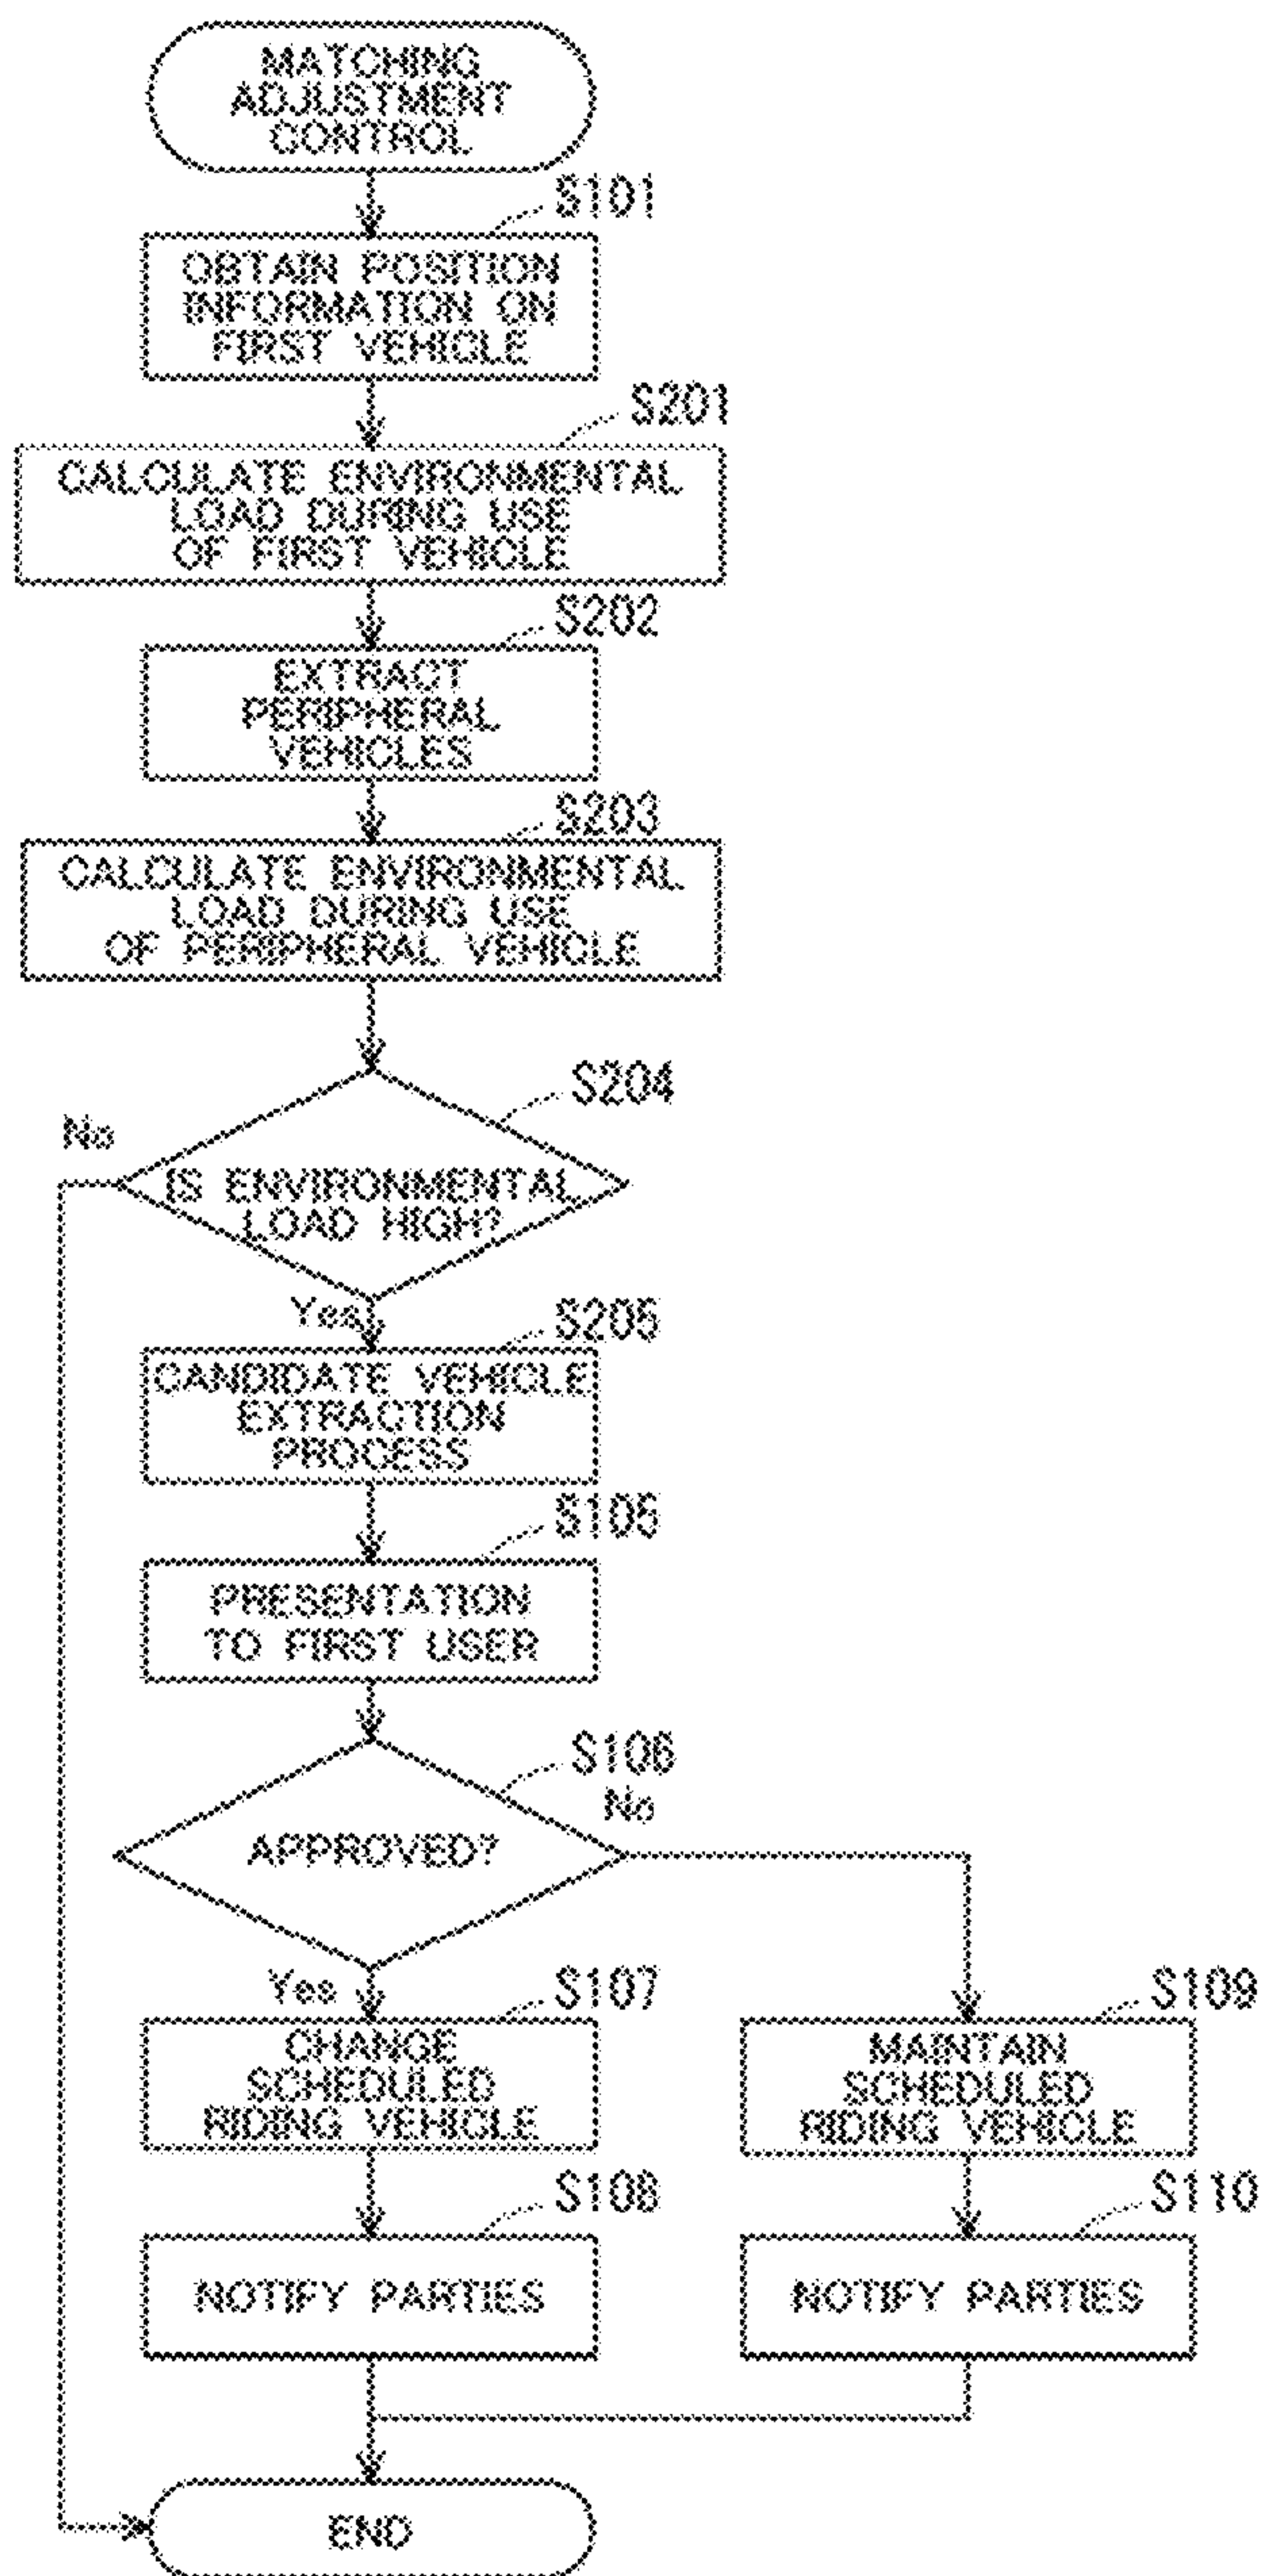 MATCHING
ADJUSTMENT
CONTROL
S101
OBTAIN POSITION
INFORMATION ON
FIRST VEHICLE
S201
CALCULATE ENVIRONMENTAL
LOAD DURING USE
OF FIRST VEHICLE
S202
EXTRACT
PERIPHERAL
VEHICLES
S203
CALCULATE ENVIRONMENTAL
LOAD DURING USE
OF PERIPHERAL VEHICLE
S204
No
IS ENVIRONMENTAL
LOAD HIGH?
Yes
S205
CANDIDATE VEHICLE
EXTRACTION
PROCESS
S105
PRESENTATION
TO FIRST USER
S106
No
APPROVED?
Yes
S107
CHANGE
SCHEDULED
RIDING VEHICLE
S109
MAINTAIN
SCHEDULED
RIDING VEHICLE
S108
NOTIFY PARTIES
S110
NOTIFY PARTIES
END